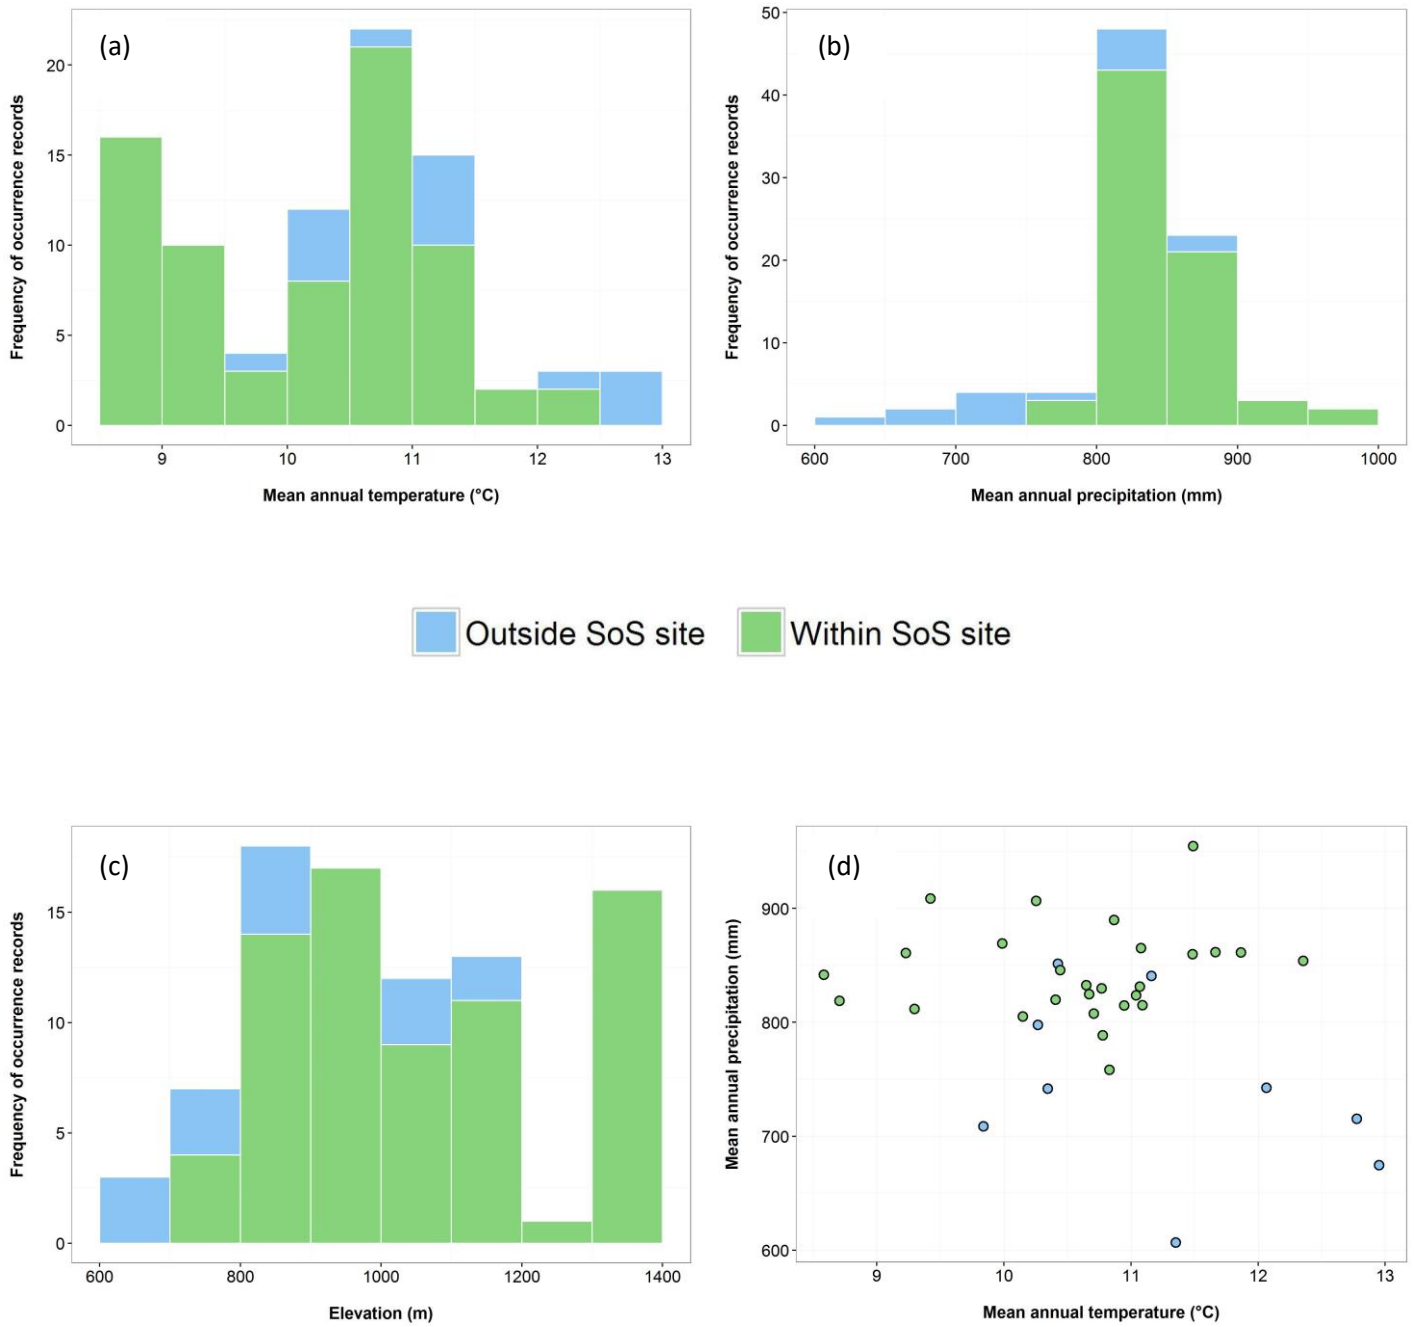 (a)
Frequency of occurrence records
20
15
10
5
0
9 10 11 12 13
Mean annual temperature (°C)
(b)
Frequency of occurrence records
50
40
30
20
10
0
600 700 800 900 1000
Mean annual precipitation (mm)
Outside SoS site Within SoS site
(c)
Frequency of occurrence records
15
10
5
0
600 800 1000 1200 1400
Elevation (m)
(d)
Mean annual precipitation (mm)
900
800
700
600
9 10 11 12 13
Mean annual temperature (°C)